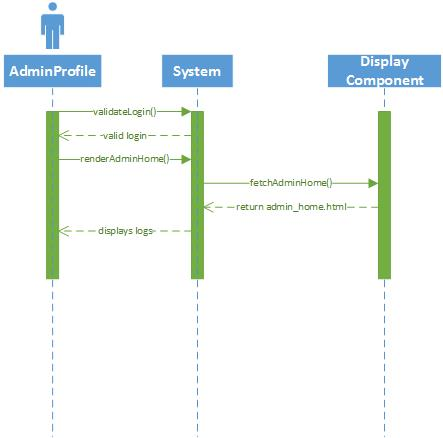 AdminProfile
System
Display
Component
validateLogin()
valid login
renderAdminHome()
fetchAdminHome()
return admin_home.html
displays logs